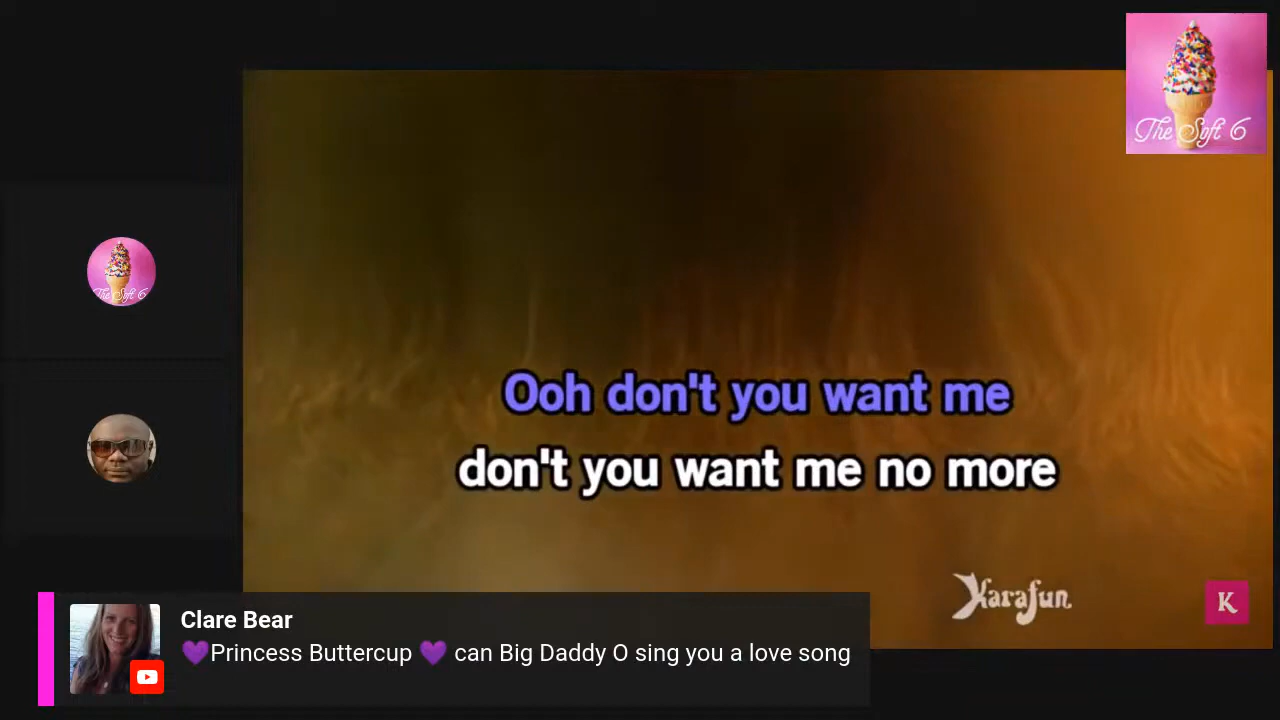 The Soft 6
The Soft 6
Ooh don't you want me
don't you want me no more
Karafun
K
Clare Bear
💜Princess Buttercup 💜 can Big Daddy O sing you a love song